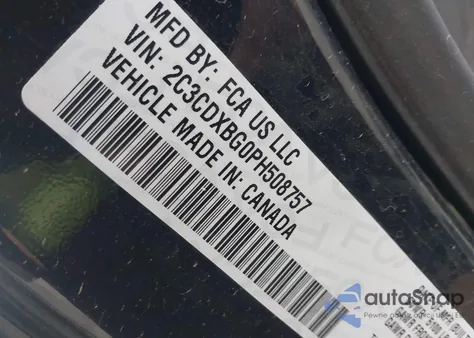 MFD BY: FCA US LLC
VIN: 2C3CDXBG0PH508757
VEHICLE MADE IN: CANADA
autoSnap